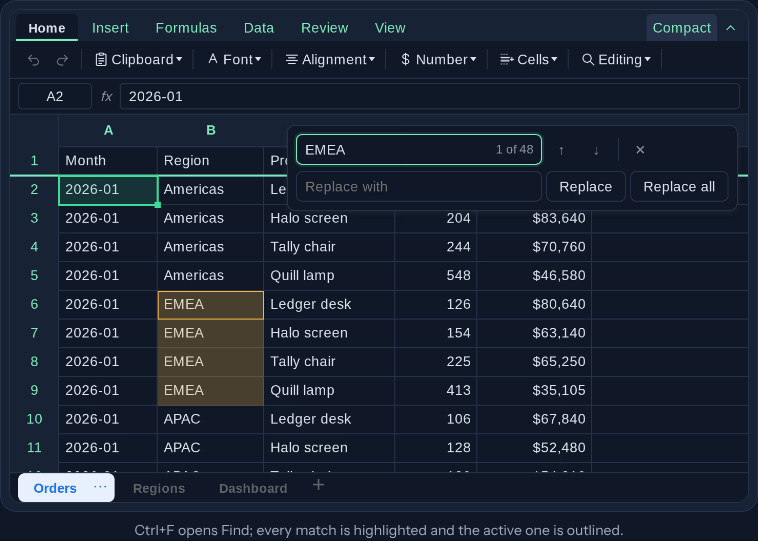 Home Insert Formulas Data Review View Compact
Clipboard Font Alignment $ Number Cells Editing
A2 fx 2026-01
A B
EMEA 1 of 48 ↑ ↓ ×
Replace with Replace Replace all
1 Month Region
2 2026-01 Americas
3 2026-01 Americas Halo screen 204 $83,640
4 2026-01 Americas Tally chair 244 $70,760
5 2026-01 Americas Quill lamp 548 $46,580
6 2026-01 EMEA Ledger desk 126 $80,640
7 2026-01 EMEA Halo screen 154 $63,140
8 2026-01 EMEA Tally chair 225 $65,250
9 2026-01 EMEA Quill lamp 413 $35,105
10 2026-01 APAC Ledger desk 106 $67,840
11 2026-01 APAC Halo screen 128 $52,480
Orders ··· Regions Dashboard +
Ctrl+F opens Find; every match is highlighted and the active one is outlined.